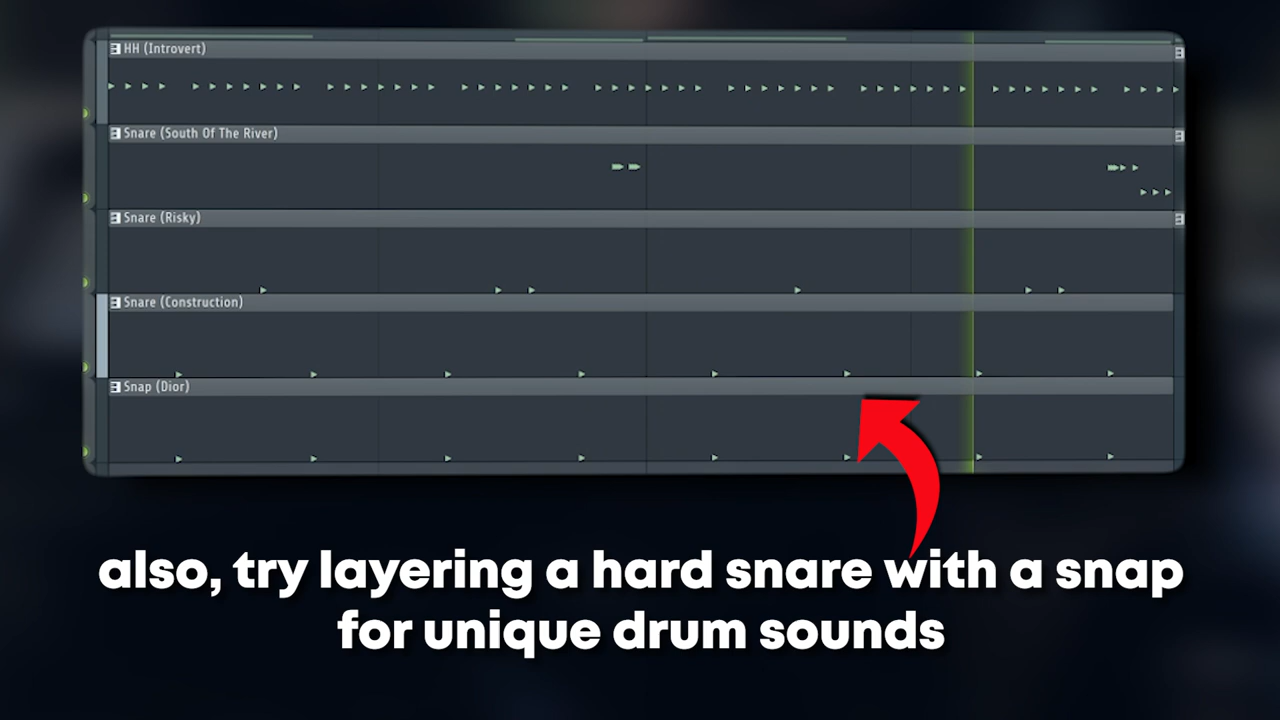 HH (Introvert)
Snare (South Of The River)
Snare (Risky)
Snare (Construction)
Snap (Dior)
also, try layering a hard snare with a snap
for unique drum sounds